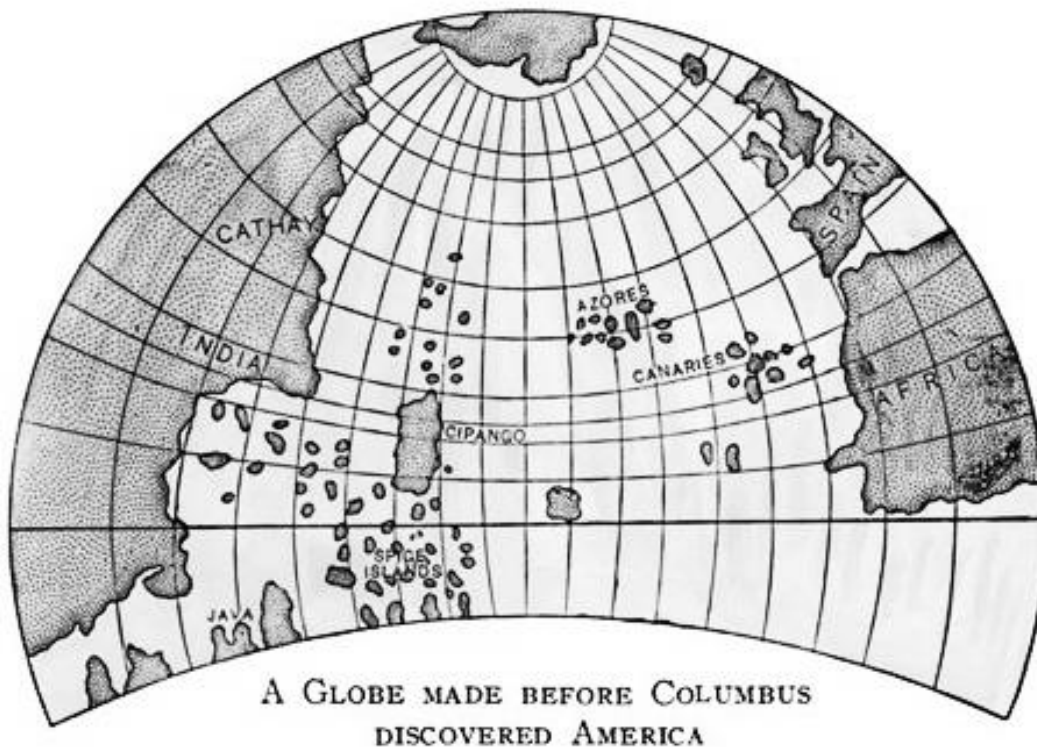 CATHAY
SPAIN
AZORES
INDIA
CANARIES
AFRICA
CIPANGO
SPICE
ISLANDS
JAVA
A GLOBE MADE BEFORE COLUMBUS
DISCOVERED AMERICA